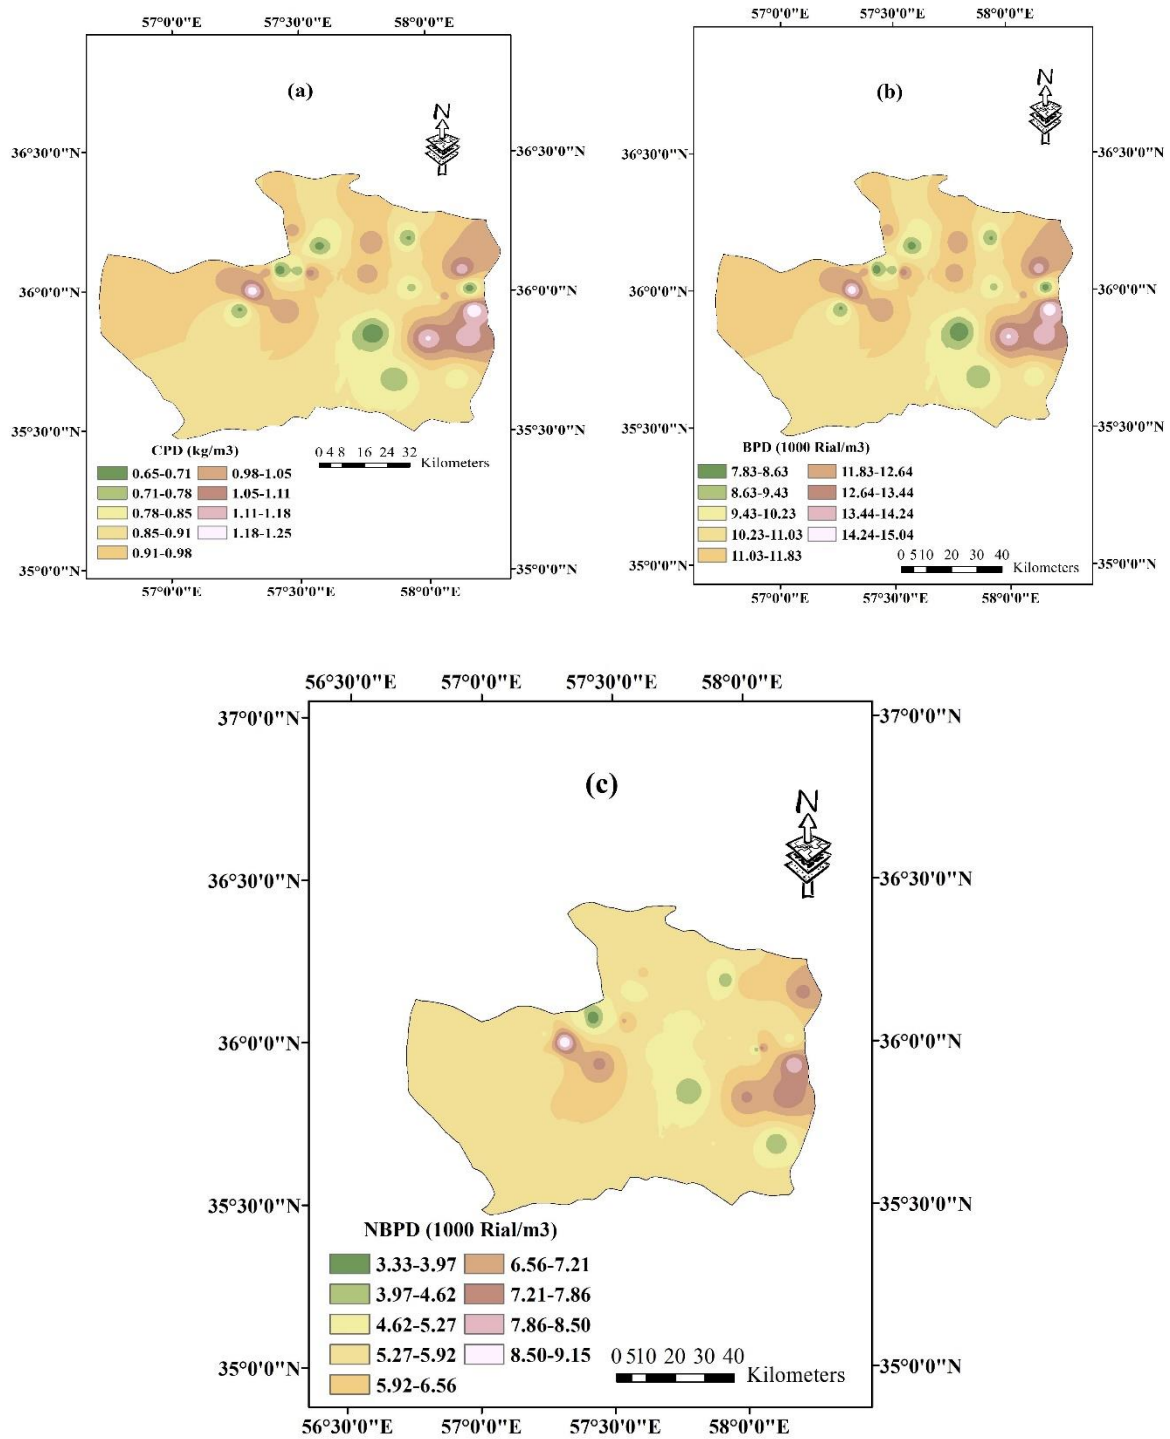 57°0'0"E 57°30'0"E 58°0'0"E
(a)
N
36°30'0"N 36°30'0"N
36°0'0"N 36°0'0"N
35°30'0"N 35°30'0"N
35°0'0"N 35°0'0"N
CPD (kg/m3)
0.65-0.71 0.98-1.05
0.71-0.78 1.05-1.11
0.78-0.85 1.11-1.18
0.85-0.91 1.18-1.25
0.91-0.98
0 4 8 16 24 32 Kilometers
57°0'0"E 57°30'0"E 58°0'0"E
57°0'0"E 57°30'0"E 58°0'0"E
(b)
N
36°30'0"N 36°30'0"N
36°0'0"N 36°0'0"N
35°30'0"N 35°30'0"N
35°0'0"N 35°0'0"N
BPD (1000 Rial/m3)
7.83-8.63 11.83-12.64
8.63-9.43 12.64-13.44
9.43-10.23 13.44-14.24
10.23-11.03 14.24-15.04
11.03-11.83
0 5 10 20 30 40 Kilometers
57°0'0"E 57°30'0"E 58°0'0"E
56°30'0"E 57°0'0"E 57°30'0"E 58°0'0"E
37°0'0"N 37°0'0"N
(c)
N
36°30'0"N 36°30'0"N
36°0'0"N 36°0'0"N
35°30'0"N 35°30'0"N
35°0'0"N 35°0'0"N
NBPD (1000 Rial/m3)
3.33-3.97 6.56-7.21
3.97-4.62 7.21-7.86
4.62-5.27 7.86-8.50
5.27-5.92 8.50-9.15
5.92-6.56
0 5 10 20 30 40 Kilometers
56°30'0"E 57°0'0"E 57°30'0"E 58°0'0"E